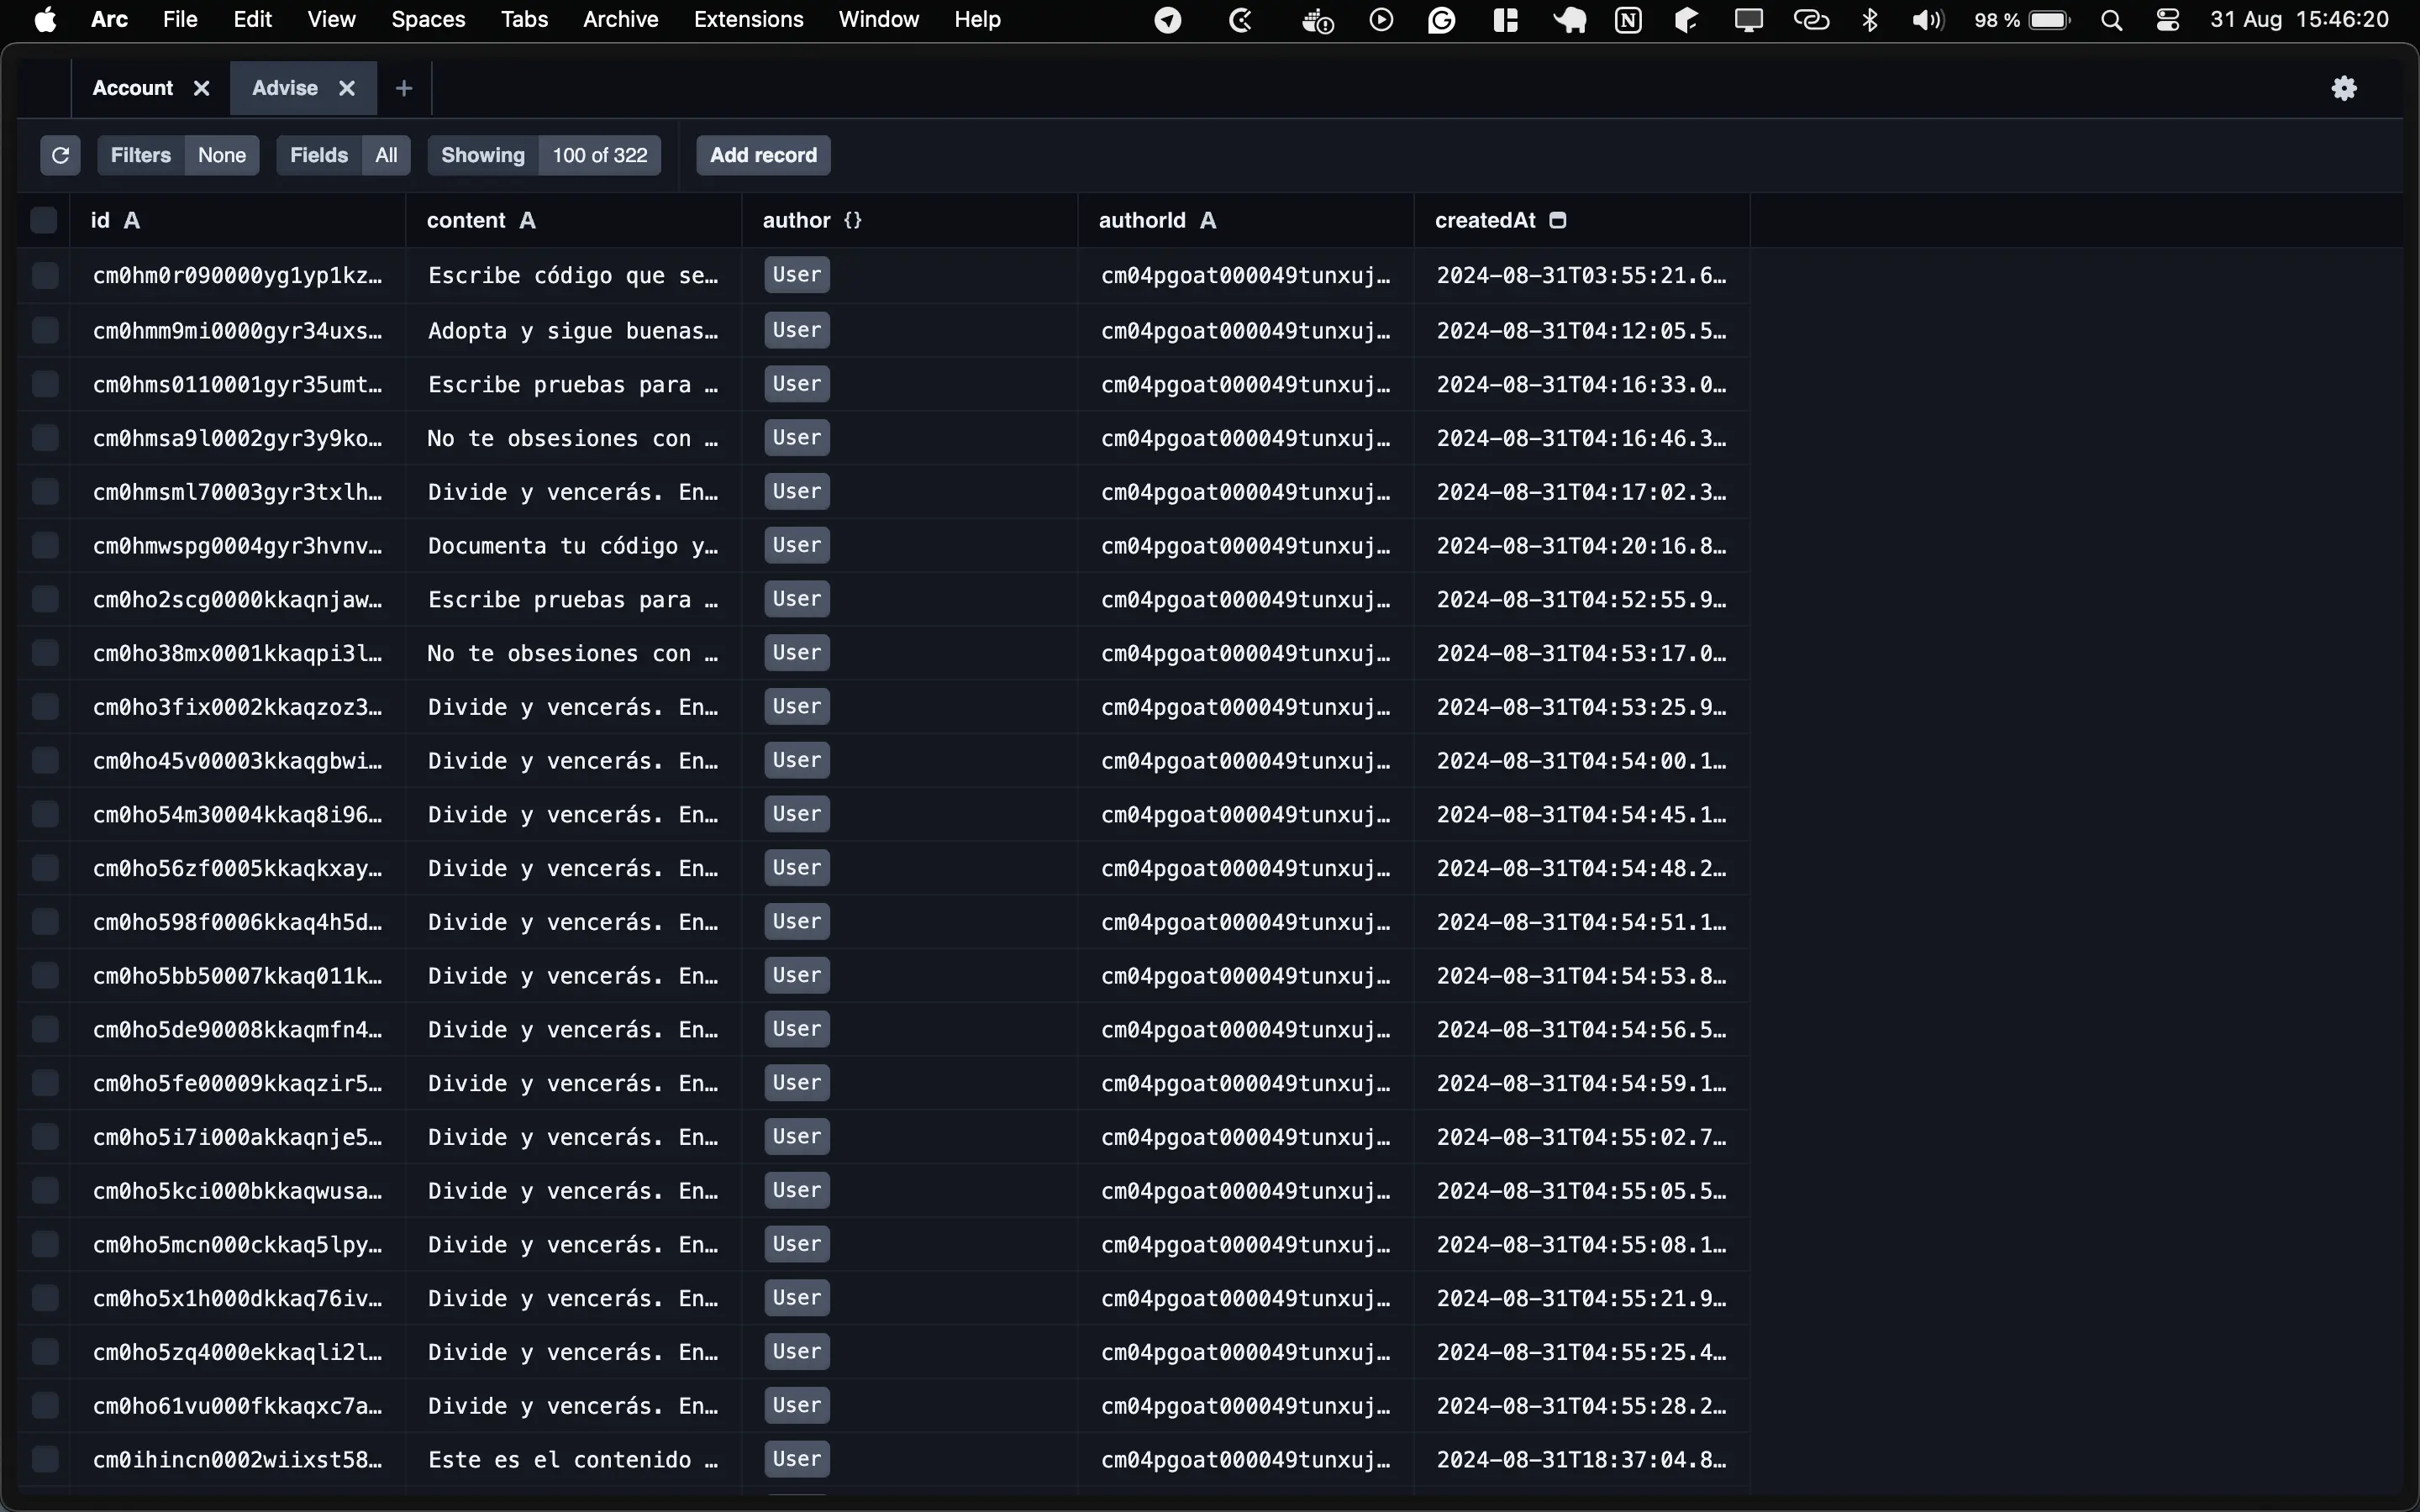 Arc File Edit View Spaces Tabs Archive Extensions Window Help 98 % 31 Aug 15:46:20
Account Advise
Filters None Fields All Showing 100 of 322 Add record
id A content A author {} authorId A createdAt
cm0hm0r090000yg1yp1kz… Escribe código que se… User cm04pgoat000049tunxuj… 2024-08-31T03:55:21.6…
cm0hmm9mi0000gyr34uxs… Adopta y sigue buenas… User cm04pgoat000049tunxuj… 2024-08-31T04:12:05.5…
cm0hms0110001gyr35umt… Escribe pruebas para … User cm04pgoat000049tunxuj… 2024-08-31T04:16:33.0…
cm0hmsa9l0002gyr3y9ko… No te obsesiones con … User cm04pgoat000049tunxuj… 2024-08-31T04:16:46.3…
cm0hmsml70003gyr3txlh… Divide y vencerás. En… User cm04pgoat000049tunxuj… 2024-08-31T04:17:02.3…
cm0hmwspg0004gyr3hvnv… Documenta tu código y… User cm04pgoat000049tunxuj… 2024-08-31T04:20:16.8…
cm0ho2scg0000kkaqnjaw… Escribe pruebas para … User cm04pgoat000049tunxuj… 2024-08-31T04:52:55.9…
cm0ho38mx0001kkaqpi3l… No te obsesiones con … User cm04pgoat000049tunxuj… 2024-08-31T04:53:17.0…
cm0ho3fix0002kkaqzoz3… Divide y vencerás. En… User cm04pgoat000049tunxuj… 2024-08-31T04:53:25.9…
cm0ho45v00003kkaqgbwi… Divide y vencerás. En… User cm04pgoat000049tunxuj… 2024-08-31T04:54:00.1…
cm0ho54m30004kkaq8i96… Divide y vencerás. En… User cm04pgoat000049tunxuj… 2024-08-31T04:54:45.1…
cm0ho56zf0005kkaqkxay… Divide y vencerás. En… User cm04pgoat000049tunxuj… 2024-08-31T04:54:48.2…
cm0ho598f0006kkaq4h5d… Divide y vencerás. En… User cm04pgoat000049tunxuj… 2024-08-31T04:54:51.1…
cm0ho5bb50007kkaq011k… Divide y vencerás. En… User cm04pgoat000049tunxuj… 2024-08-31T04:54:53.8…
cm0ho5de90008kkaqmfn4… Divide y vencerás. En… User cm04pgoat000049tunxuj… 2024-08-31T04:54:56.5…
cm0ho5fe00009kkaqzir5… Divide y vencerás. En… User cm04pgoat000049tunxuj… 2024-08-31T04:54:59.1…
cm0ho5i7i000akkaqnje5… Divide y vencerás. En… User cm04pgoat000049tunxuj… 2024-08-31T04:55:02.7…
cm0ho5kci000bkkaqwusa… Divide y vencerás. En… User cm04pgoat000049tunxuj… 2024-08-31T04:55:05.5…
cm0ho5mcn000ckkaq5lpy… Divide y vencerás. En… User cm04pgoat000049tunxuj… 2024-08-31T04:55:08.1…
cm0ho5x1h000dkkaq76iv… Divide y vencerás. En… User cm04pgoat000049tunxuj… 2024-08-31T04:55:21.9…
cm0ho5zq4000ekkaqli2l… Divide y vencerás. En… User cm04pgoat000049tunxuj… 2024-08-31T04:55:25.4…
cm0ho61vu000fkkaqxc7a… Divide y vencerás. En… User cm04pgoat000049tunxuj… 2024-08-31T04:55:28.2…
cm0ihincn0002wiixst58… Este es el contenido … User cm04pgoat000049tunxuj… 2024-08-31T18:37:04.8…